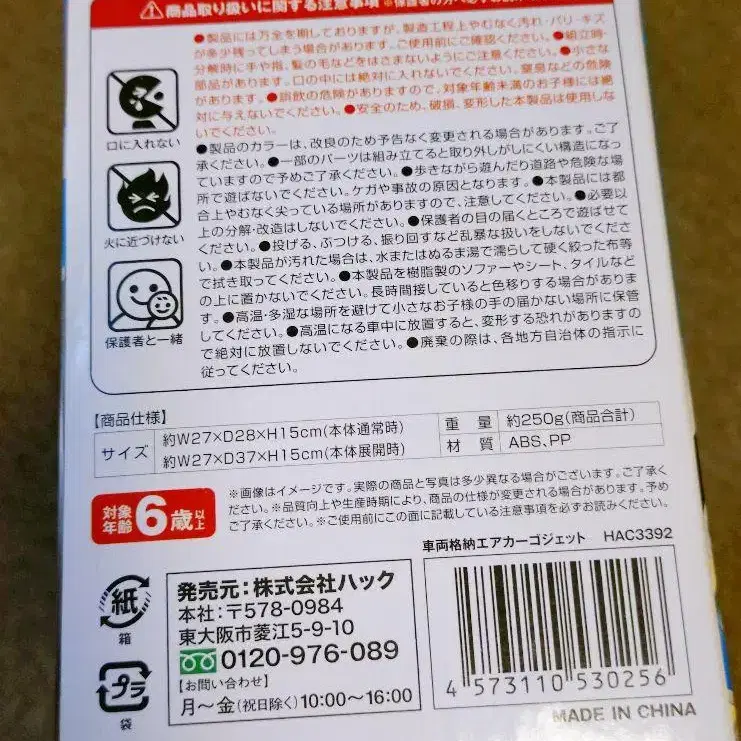 ⚠商品取り扱いに関する注意事項
●製品には万全を期しておりますが、製造工程上やむなく汚れ・バリ・キズ
が多少残ってしまう場合があります。ご使用前にご確認ください。●組立時や
分解時に手や指、髪の毛などをはさまないようにご注意ください。●小さな
部品があります。口の中には絶対に入れないでください。窒息などの危険
があります。●誤飲の危険がありますので、対象年齢未満のお子様には絶
対に与えないでください。●安全のため、破損、変形した本製品は使用しな
いでください。
●製品のカラーは、改良のため予告なく変更される場合があります。ご了
承ください。●一部のパーツは組み立てると取り外しがしにくい構造になっ
ていますので予めご了承ください。●歩きながら遊んだり道路や危険な場
所で遊ばないでください。ケガや事故の原因となります。●本製品には都
合上やむなく尖っている場所がありますので、注意してください。●必要以
上の分解・改造はしないでください。●保護者の目の届くところで遊ばせて
ください。●投げる、ぶつける、振り回すなど乱暴な扱いをしないでくださ
い。●本製品が汚れた場合は、水またはぬるま湯で濡らして硬く絞った布等
で拭き取ってください。●本製品を樹脂製のソファーやシート、タイルなど
の上に置かないでください。長時間接していると色移りする場合がありま
す。●高温・多湿な場所を避けて小さなお子様の手の届かない場所に保管
してください。●高温になる車中に放置すると、変形する恐れがありますの
で絶対に放置しないでください。●廃棄の際は、各地方自治体の指示に
従ってください。
口に入れない
火に近づけない
保護者と一緒
【商品仕様】
サイズ 約W27×D28×H15cm(本体通常時)
約W27×D37×H15cm(本体展開時)
重量 約250g(商品合計)
材質 ABS、PP
対象年齢 6歳以上
※画像はイメージです。※実際の商品と写真は多少異なる場合がございます。ご了承く
ださい。※品質向上や生産時期により、商品の仕様が変更される場合があります。予め
ご了承ください。※ご使用前にこの面に記載している注意事項を必ずお読みください。
紙
箱
プラ
袋
発売元:株式会社ハック
本社:〒578-0984
東大阪市菱江5-9-10
0120-976-089
【お問い合わせ】
月〜金(祝日除く)10:00〜16:00
車両格納エアカーゴジェット HAC3392
4 573110 530256
MADE IN CHINA